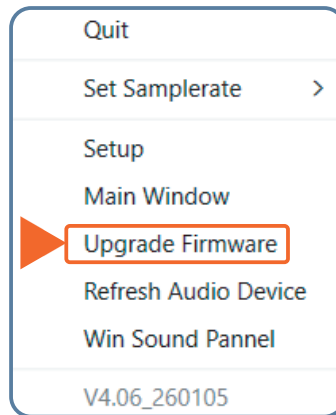 Quit
Set Samplerate
Setup
Main Window
Upgrade Firmware
Refresh Audio Device
Win Sound Pannel
V4.06_260105